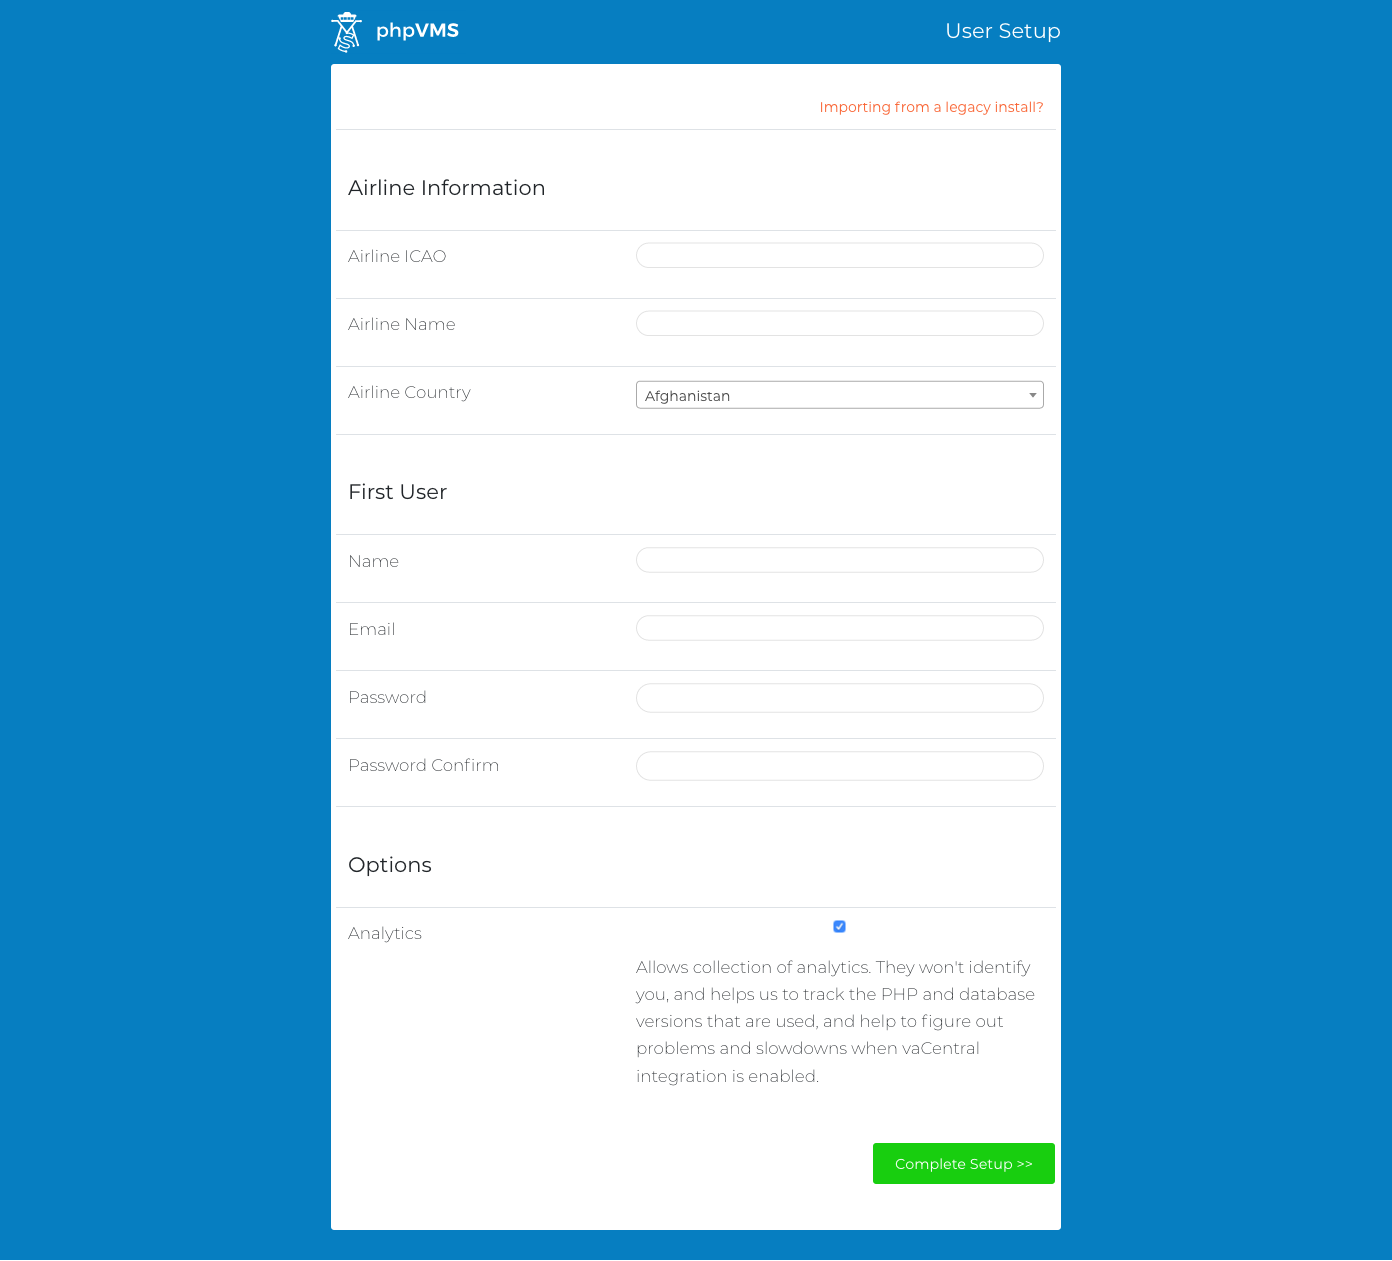 phpVMS
User Setup
Importing from a legacy install?
Airline Information
Airline ICAO
Airline Name
Airline Country
Afghanistan
First User
Name
Email
Password
Password Confirm
Options
Analytics
Allows collection of analytics. They won't identify
you, and helps us to track the PHP and database
versions that are used, and help to figure out
problems and slowdowns when vaCentral
integration is enabled.
Complete Setup >>